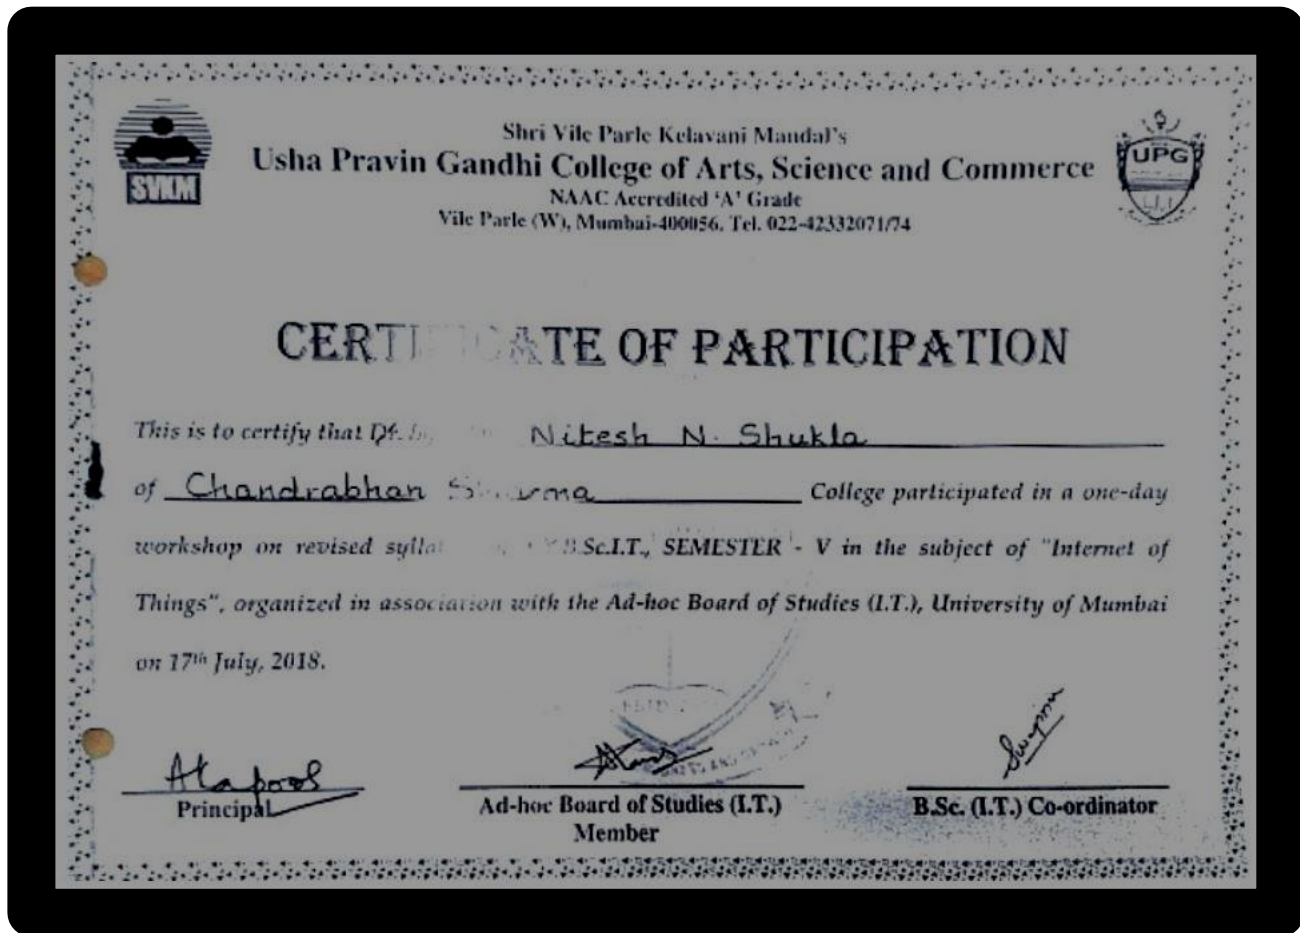 SVKM
Shri Vile Parle Kelavani Mandal's
Usha Pravin Gandhi College of Arts, Science and Commerce
NAAC Accredited 'A' Grade
Vile Parle (W), Mumbai-400056. Tel. 022-42332071/74
UPG
CERTIFICATE OF PARTICIPATION
This is to certify that Nitesh N. Shukla
of Chandrabhan Sharma College participated in a one-day
workshop on revised B.Sc.I.T., SEMESTER - V in the subject of "Internet of
Things", organized in association with the Ad-hoc Board of Studies (I.T.), University of Mumbai
on 17th July, 2018.
Principal
Ad-hoc Board of Studies (I.T.)
Member
B.Sc. (I.T.) Co-ordinator